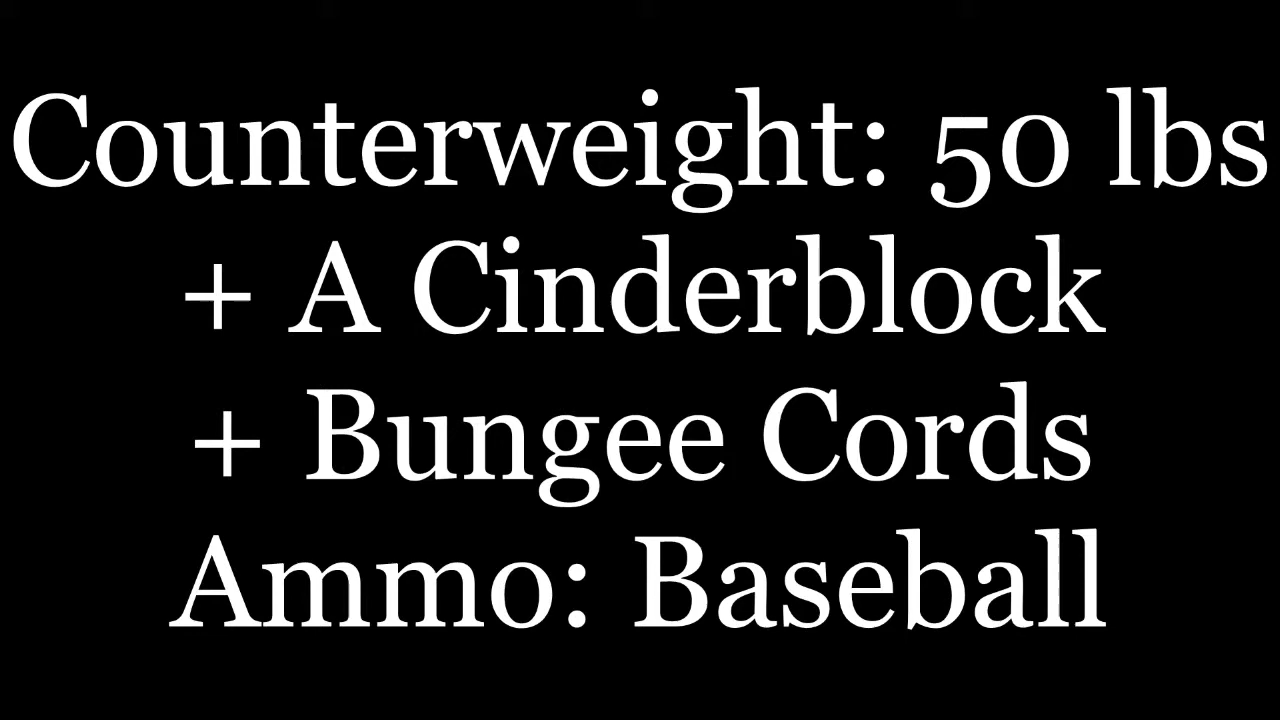 Counterweight: 50 lbs
+ A Cinderblock
+ Bungee Cords
Ammo: Baseball